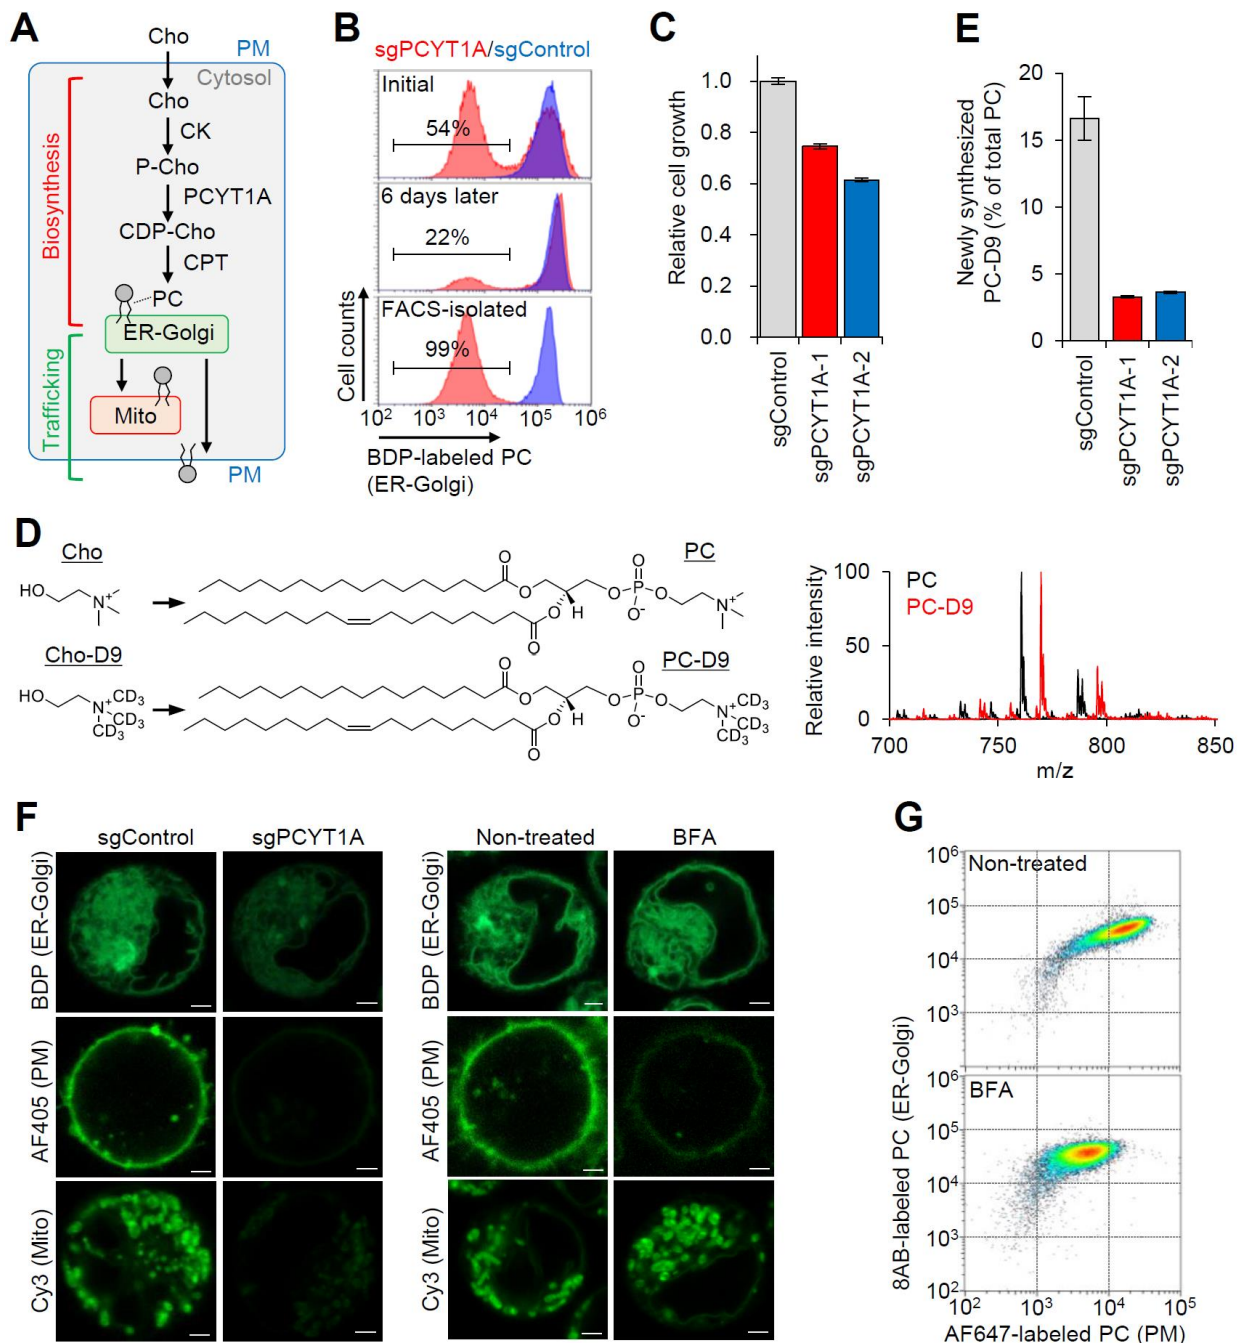 A
Cho
PM
Cytosol
Cho
CK
P-Cho
PCYT1A
CDP-Cho
CPT
PC
ER-Golgi
Mito
PM
Biosynthesis
Trafficking
B
sgPCYT1A/sgControl
Initial
54%
6 days later
22%
FACS-isolated
99%
Cell counts
10² 10³ 10⁴ 10⁵ 10⁶
BDP-labeled PC
(ER-Golgi)
C
Relative cell growth
1.0
0.8
0.6
0.4
0.2
0.0
sgControl
sgPCYT1A-1
sgPCYT1A-2
E
Newly synthesized
PC-D9 (% of total PC)
20
15
10
5
0
sgControl
sgPCYT1A-1
sgPCYT1A-2
D
Cho
HO
N⁺
PC
O
O
O
O
H
O
O
P
O
O⁻
N⁺
Cho-D9
HO
N⁺
CD₃
CD₃
CD₃
PC-D9
O
O
O
O
H
O
O
P
O
O⁻
N⁺
CD₃
CD₃
CD₃
Relative intensity
100
50
0
PC
PC-D9
700 750 800 850
m/z
F
sgControl sgPCYT1A Non-treated BFA
BDP (ER-Golgi)
AF405 (PM)
Cy3 (Mito)
BDP (ER-Golgi)
AF405 (PM)
Cy3 (Mito)
G
8AB-labeled PC (ER-Golgi)
10⁶
Non-treated
10⁵
10⁴
10³
10⁶
BFA
10⁵
10⁴
10³
10²
10² 10³ 10⁴ 10⁵
AF647-labeled PC (PM)